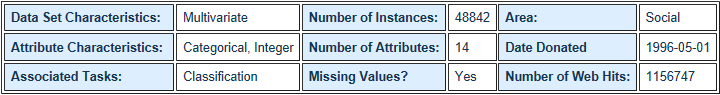 Data Set Characteristics: Multivariate Number of Instances: 48842 Area: Social
Attribute Characteristics: Categorical, Integer Number of Attributes: 14 Date Donated 1996-05-01
Associated Tasks: Classification Missing Values? Yes Number of Web Hits: 1156747